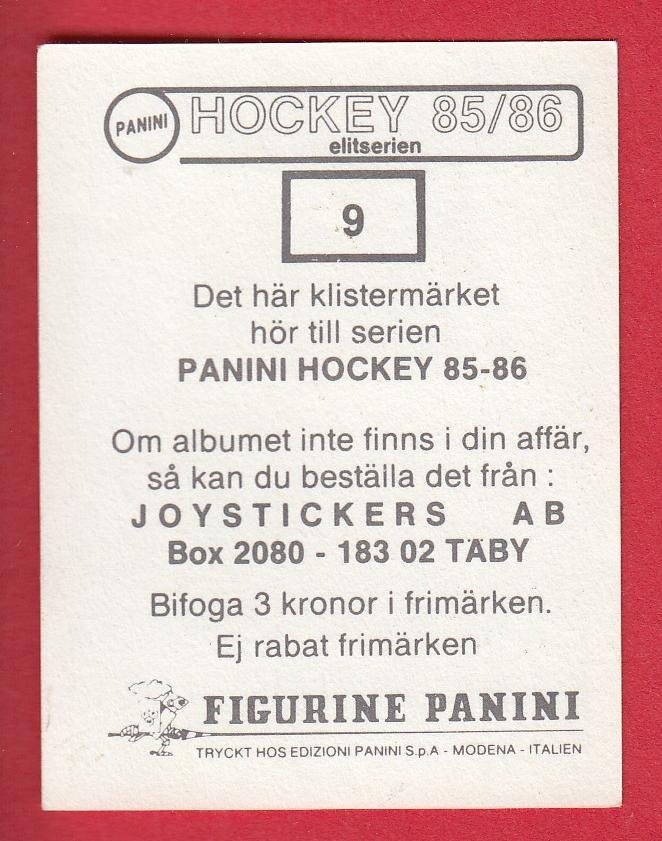 PANINI
HOCKEY 85/86
elitserien
9
Det här klistermärket
hör till serien
PANINI HOCKEY 85-86
Om albumet inte finns i din affär,
så kan du beställa det från :
JOYSTICKERS AB
Box 2080 - 183 02 TÄBY
Bifoga 3 kronor i frimärken.
Ej rabat frimärken
FIGURINE PANINI
TRYCKT HOS EDIZIONI PANINI S.p.A - MODENA - ITALIEN